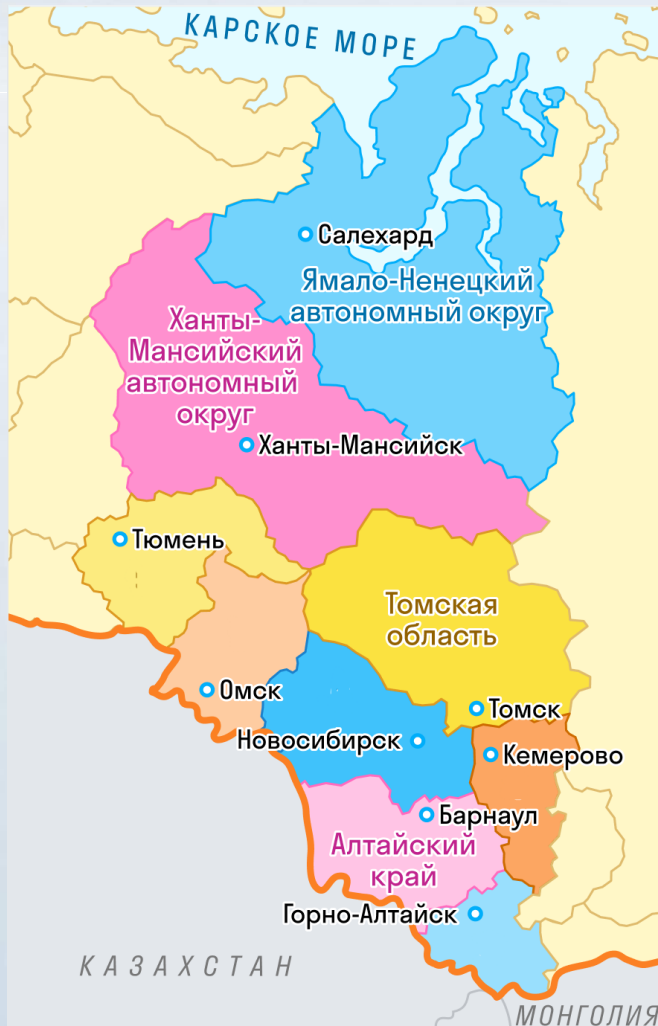 КАРСКОЕ МОРЕ
Салехард
Ямало-Ненецкий
автономный округ
Ханты-
Мансийский
автономный
округ
Ханты-Мансийск
Тюмень
Томская
область
Омск
Томск
Новосибирск
Кемерово
Барнаул
Алтайский
край
Горно-Алтайск
КАЗАХСТАН
МОНГОЛИЯ